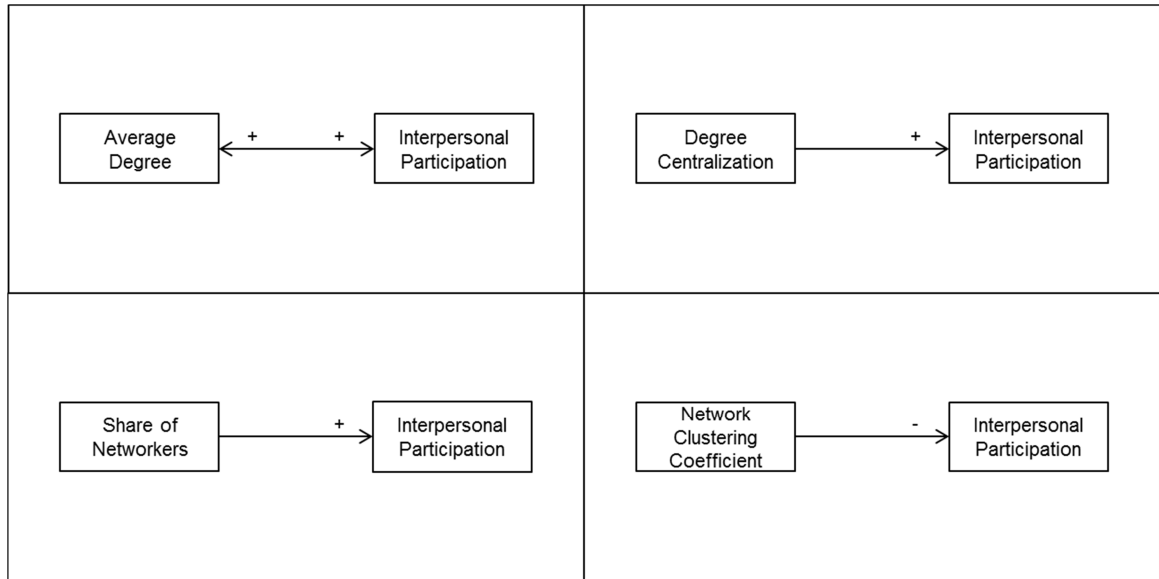 Average
Degree
+
+
Interpersonal
Participation
Degree
Centralization
+
Interpersonal
Participation
Share of
Networkers
+
Interpersonal
Participation
Network
Clustering
Coefficient
-
Interpersonal
Participation